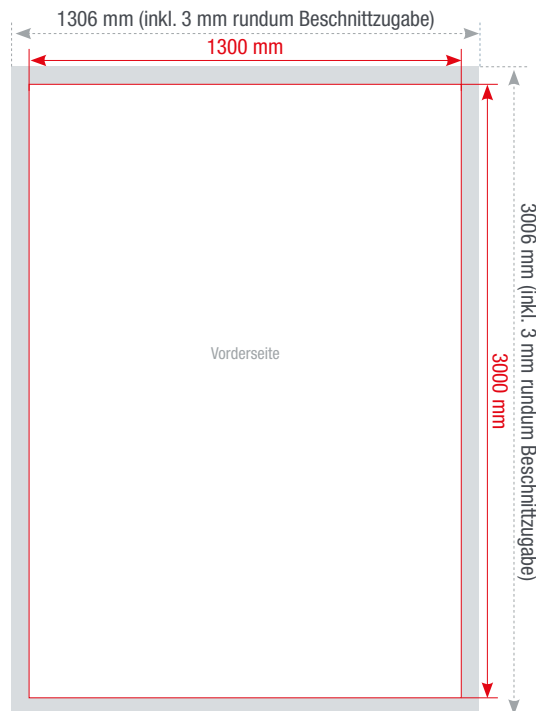 1306 mm (inkl. 3 mm rundum Beschnittzugabe)
1300 mm
Vorderseite
3000 mm
3006 mm (inkl. 3 mm rundum Beschnittzugabe)